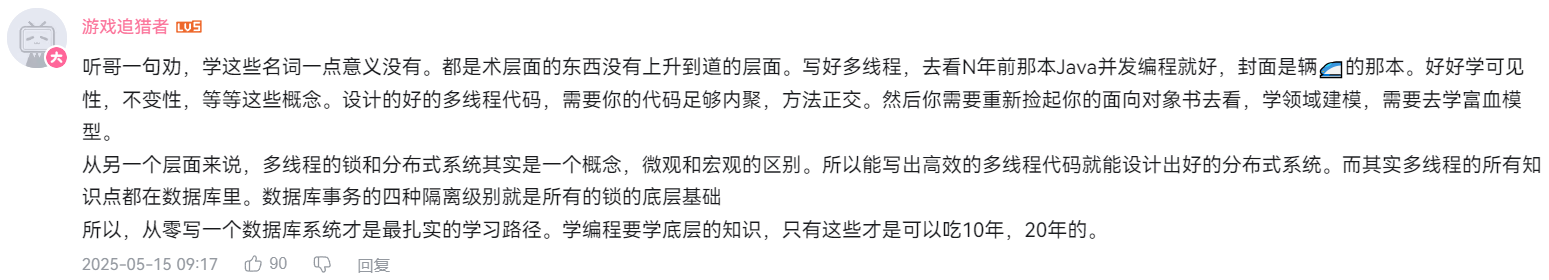 游戏追猎者 LV5
听哥一句劝，学这些名词一点意义没有。都是术层面的东西没有上升到道的层面。写好多线程，去看N年前那本Java并发编程就好，封面是辆🚄的那本。好好学可见
性，不变性，等等这些概念。设计的好的多线程代码，需要你的代码足够内聚，方法正交。然后你需要重新捡起你的面向对象书去看，学领域建模，需要去学富血模
型。
从另一个层面来说，多线程的锁和分布式系统其实是一个概念，微观和宏观的区别。所以能写出高效的多线程代码就能设计出好的分布式系统。而其实多线程的所有知
识点都在数据库里。数据库事务的四种隔离级别就是所有的锁的底层基础
所以，从零写一个数据库系统才是最扎实的学习路径。学编程要学底层的知识，只有这些才是可以吃10年，20年的。
2025-05-15 09:17 90 回复